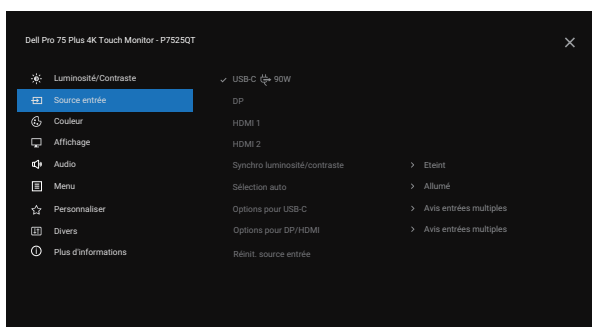 Dell Pro 75 Plus 4K Touch Monitor - P7525QT
Luminosité/Contraste
USB-C 90W
Source entrée
DP
Couleur
HDMI 1
Affichage
HDMI 2
Audio
Synchro luminosité/contraste
Eteint
Menu
Sélection auto
Allumé
Personnaliser
Options pour USB-C
Avis entrées multiples
Divers
Options pour DP/HDMI
Avis entrées multiples
Plus d'informations
Réinit. source entrée